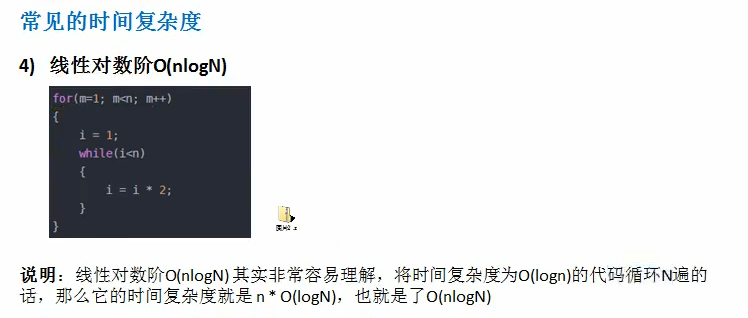 常见的时间复杂度
4) 线性对数阶O(nlogN)
for(m=1; m<n; m++)
{
i = 1;
while(i<n)
{
i = i * 2;
}
}
说明：线性对数阶O(nlogN) 其实非常容易理解，将时间复杂度为O(logn)的代码循环N遍的
话，那么它的时间复杂度就是 n * O(logN)，也就是了O(nlogN)